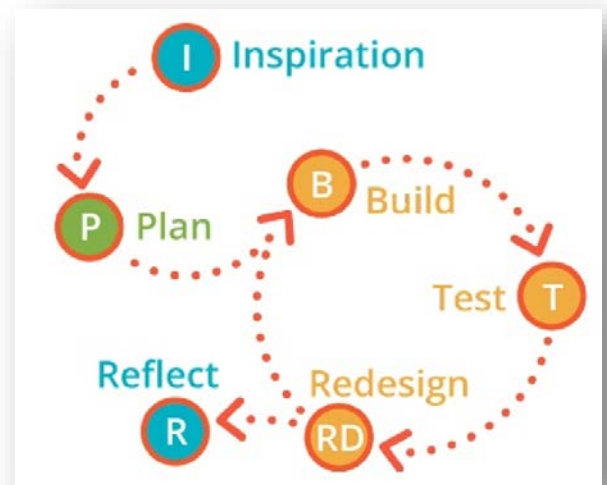 I Inspiration
P Plan
B Build
Test T
Reflect
R
Redesign
RD